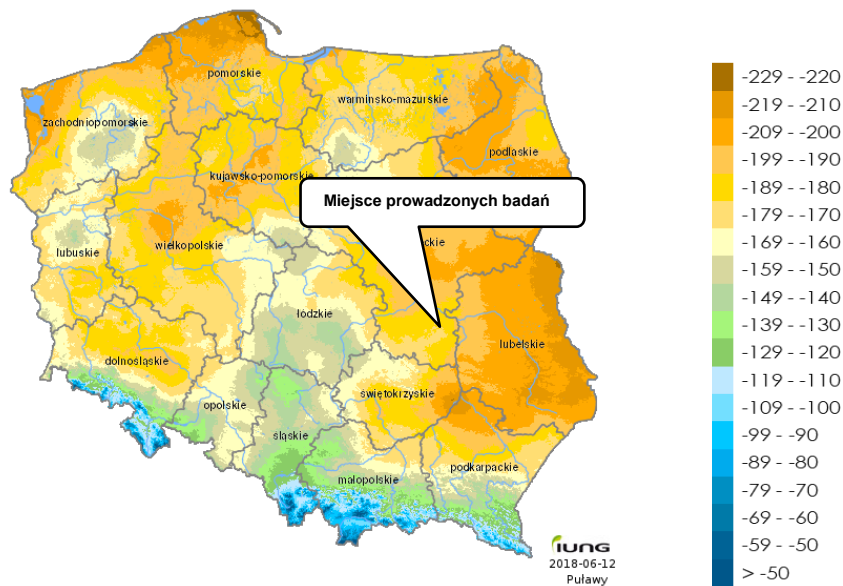 pomorskie
warminsko-mazurskie
zachodniopomorskie
podlaskie
kujawsko-pomorskie
Miejsce prowadzonych badań
wielkopolskie
ckie
lubuskie
łódzkie
lubelskie
dolnośląskie
świętokrzyskie
opolskie
śląskie
podkarpackie
małopolskie
IUNG
2018-06-12
Puławy
-229 - -220
-219 - -210
-209 - -200
-199 - -190
-189 - -180
-179 - -170
-169 - -160
-159 - -150
-149 - -140
-139 - -130
-129 - -120
-119 - -110
-109 - -100
-99 - -90
-89 - -80
-79 - -70
-69 - -60
-59 - -50
> -50